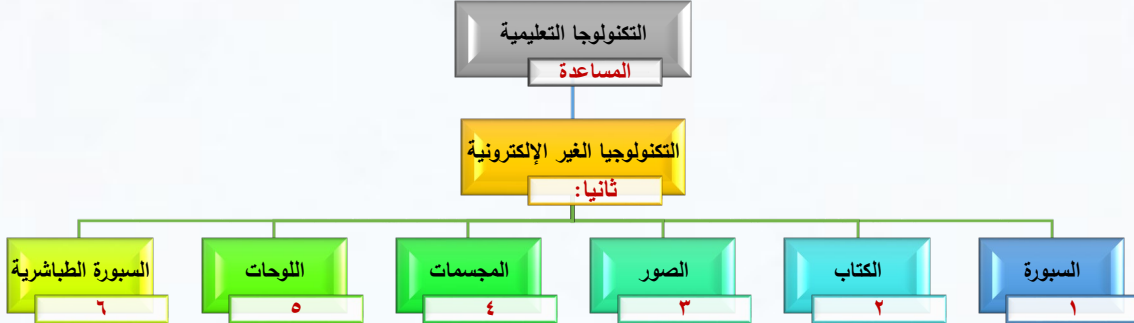 التكنولوجا التعليمية
المساعدة
التكنولوجيا الغير الإلكترونية
ثانيا:
السبورة
١
الكتاب
٢
الصور
٣
المجسمات
٤
اللوحات
٥
السبورة الطباشرية
٦